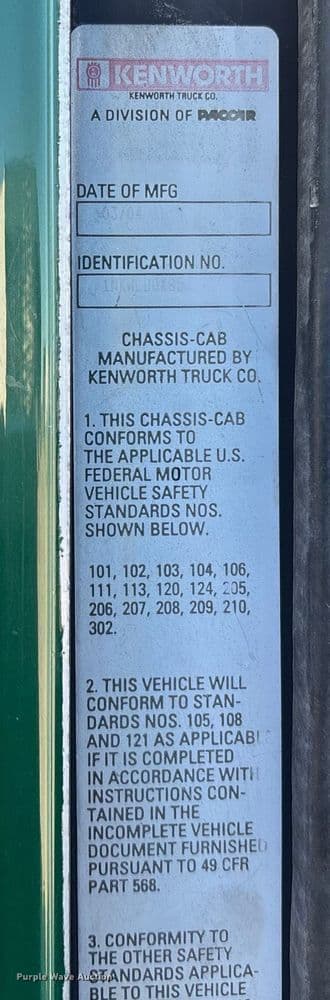 KENWORTH
KENWORTH TRUCK CO.
A DIVISION OF PACCAR
DATE OF MFG
03/04
IDENTIFICATION NO.
CHASSIS-CAB
MANUFACTURED BY
KENWORTH TRUCK CO.
1. THIS CHASSIS-CAB
CONFORMS TO
THE APPLICABLE U.S.
FEDERAL MOTOR
VEHICLE SAFETY
STANDARDS NOS.
SHOWN BELOW.
101, 102, 103, 104, 106,
111, 113, 120, 124, 205,
206, 207, 208, 209, 210,
302.
2. THIS VEHICLE WILL
CONFORM TO STAN-
DARDS NOS. 105, 108
AND 121 AS APPLICABLE
IF IT IS COMPLETED
IN ACCORDANCE WITH
INSTRUCTIONS CON-
TAINED IN THE
INCOMPLETE VEHICLE
DOCUMENT FURNISHED
PURSUANT TO 49 CFR
PART 568.
3. CONFORMITY TO
THE OTHER SAFETY
STANDARDS APPLICA-
BLE TO THIS VEHICLE
Purple Wave Auction